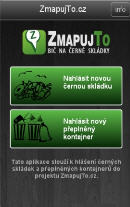 ZmapujTo.cz
info
ZMAPUJTO
BIČ NA ČERNÉ SKLÁDKY
Nahlásit novou
černou skládku
Nahlásit nový
přeplněný
kontejner
Tato aplikace slouží k hlášení černých
skládek a přeplněných kontejnerů do
projektu ZmapujTo.cz.